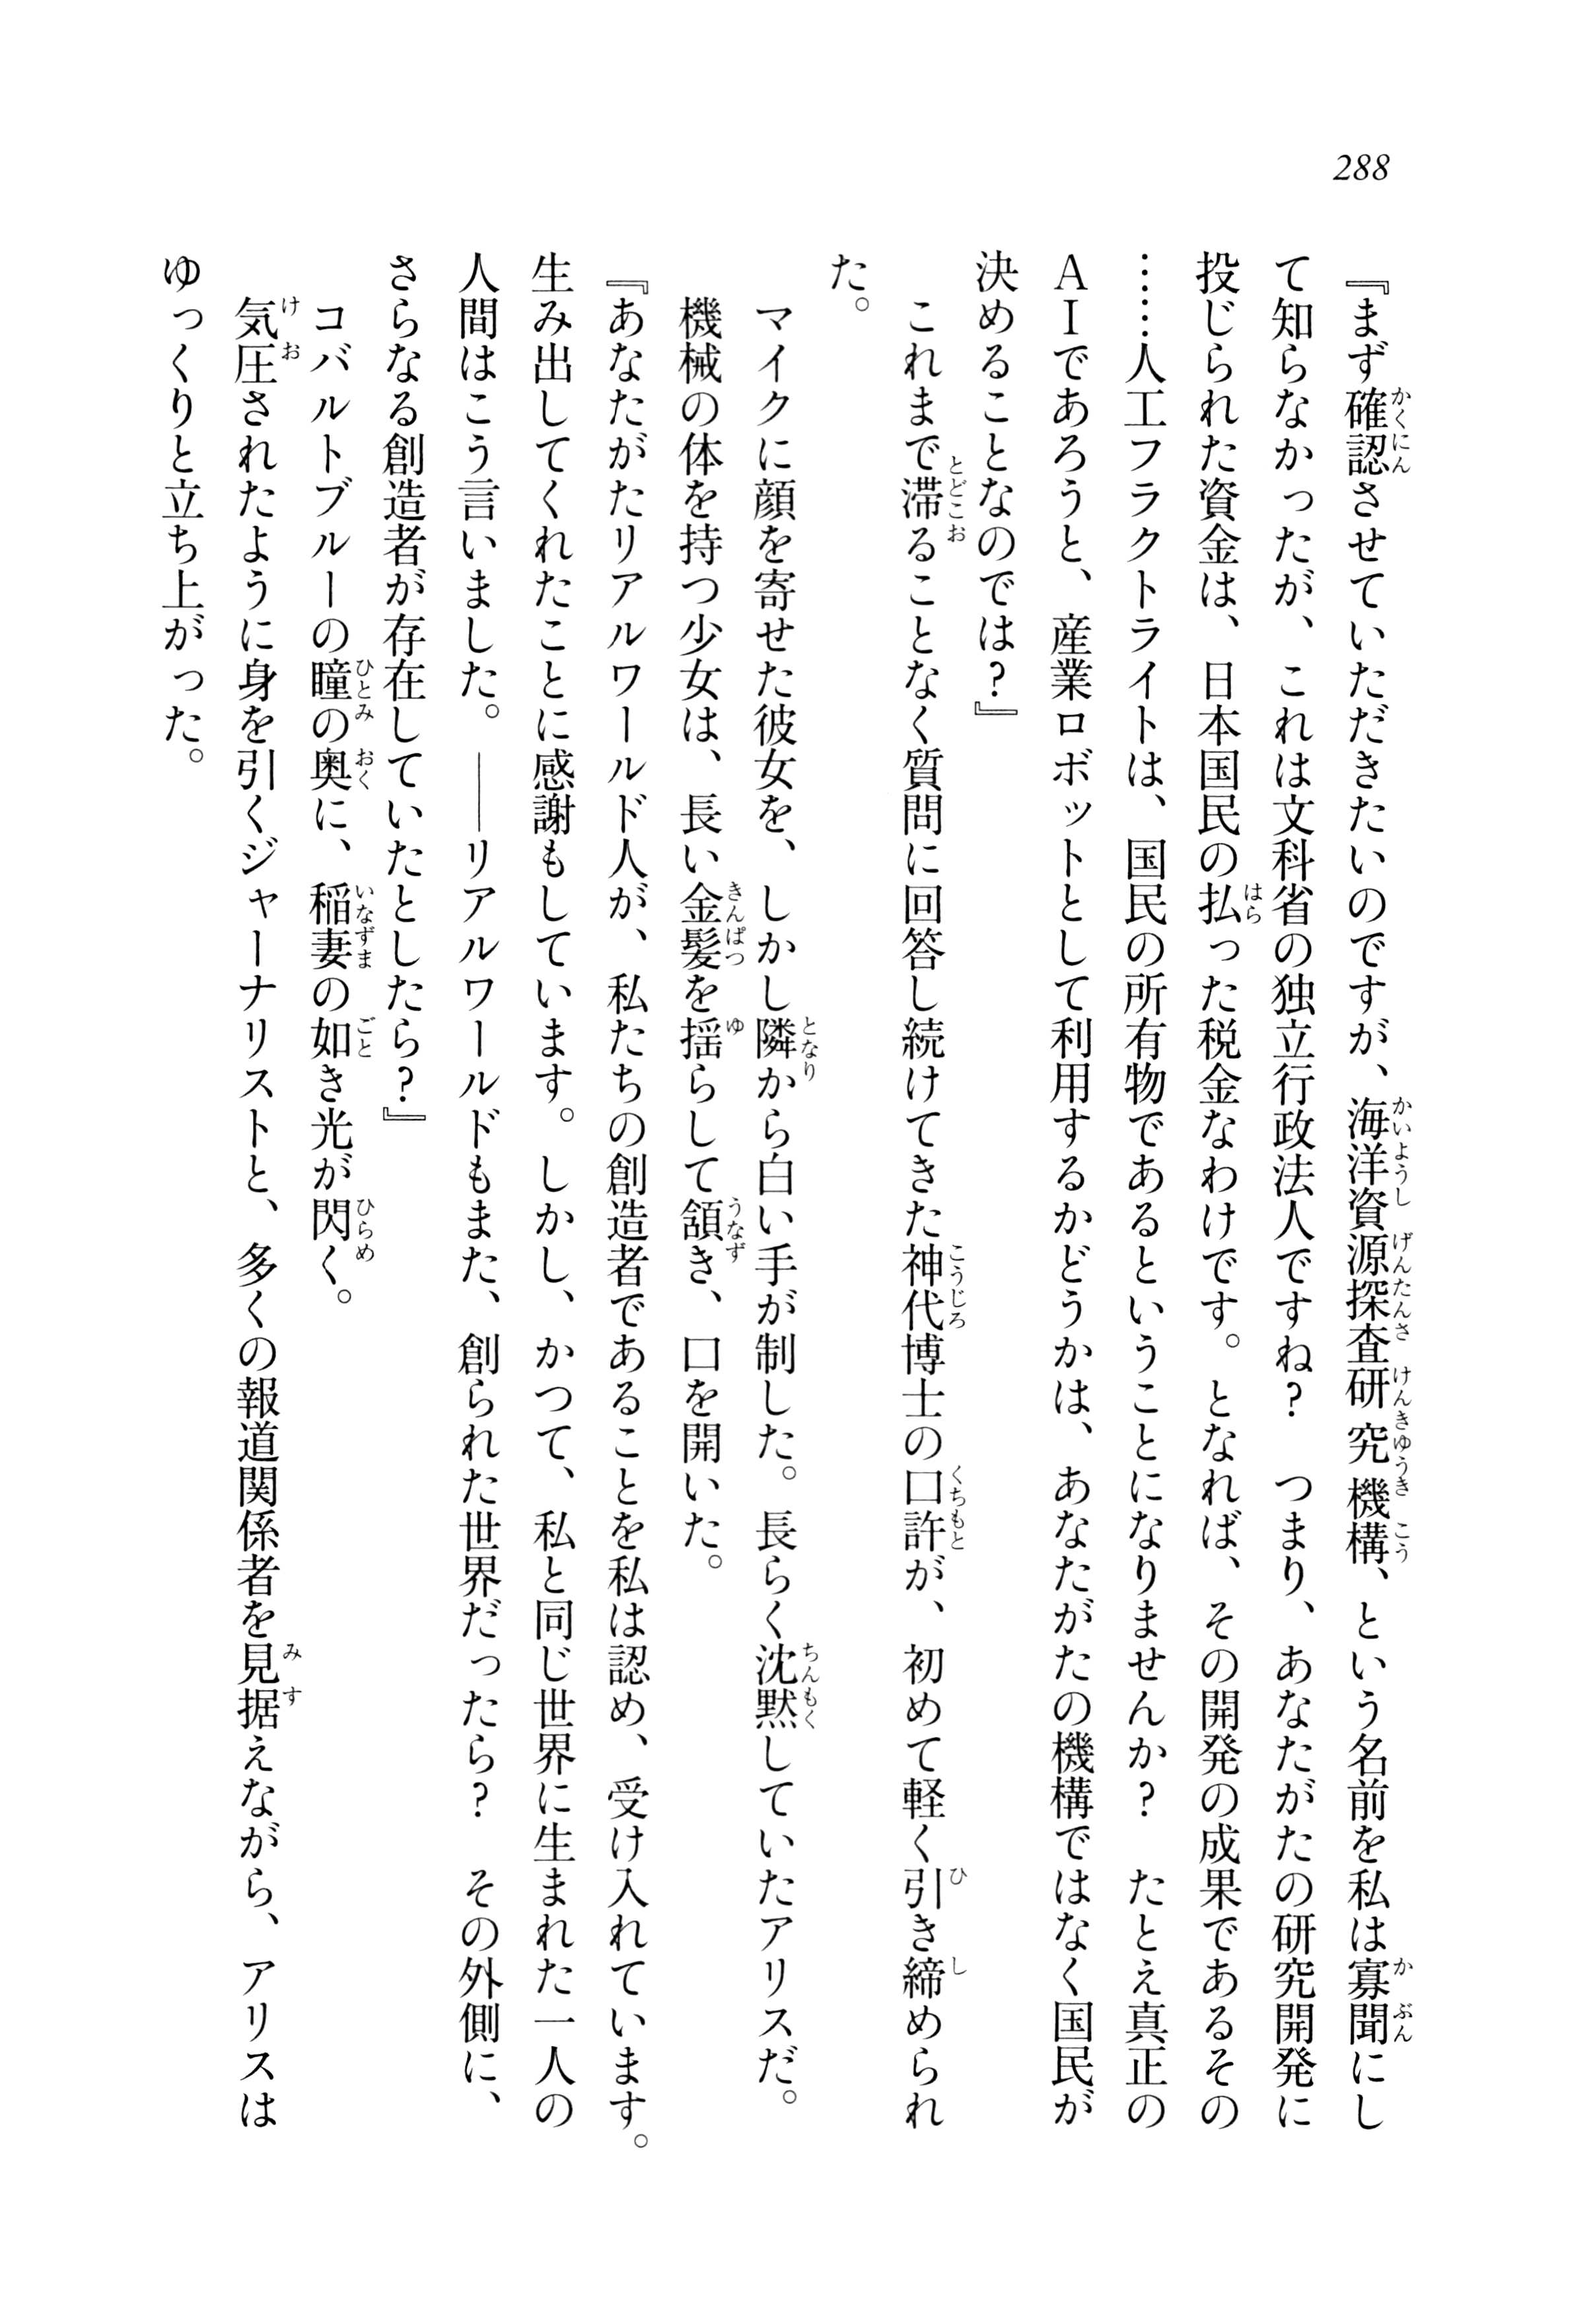 288
『まず確認させていただきたいのですが、海洋資源探査研究機構、という名前を私は寡聞にし
て知らなかったが、これは文科省の独立行政法人ですね？　つまり、あなたがたの研究開発に
投じられた資金は、日本国民の払った税金なわけです。となれば、その開発の成果であるその
……人工フラクトライトは、国民の所有物であるということになりませんか？　たとえ真正の
ＡＩであろうと、産業ロボットとして利用するかどうかは、あなたがたの機構ではなく国民が
決めることなのでは？』
　これまで滞ることなく質問に回答し続けてきた神代博士の口許が、初めて軽く引き締められ
た。
　マイクに顔を寄せた彼女を、しかし隣から白い手が制した。長らく沈黙していたアリスだ。
　機械の体を持つ少女は、長い金髪を揺らして頷き、口を開いた。
『あなたがたリアルワールド人が、私たちの創造者であることを私は認め、受け入れています。
生み出してくれたことに感謝もしています。しかし、かつて、私と同じ世界に生まれた一人の
人間はこう言いました。――リアルワールドもまた、創られた世界だったら？　その外側に、
さらなる創造者が存在していたとしたら？』
　コバルトブルーの瞳の奥に、稲妻の如き光が閃く。
　気圧されたように身を引くジャーナリストと、多くの報道関係者を見据えながら、アリスは
ゆっくりと立ち上がった。